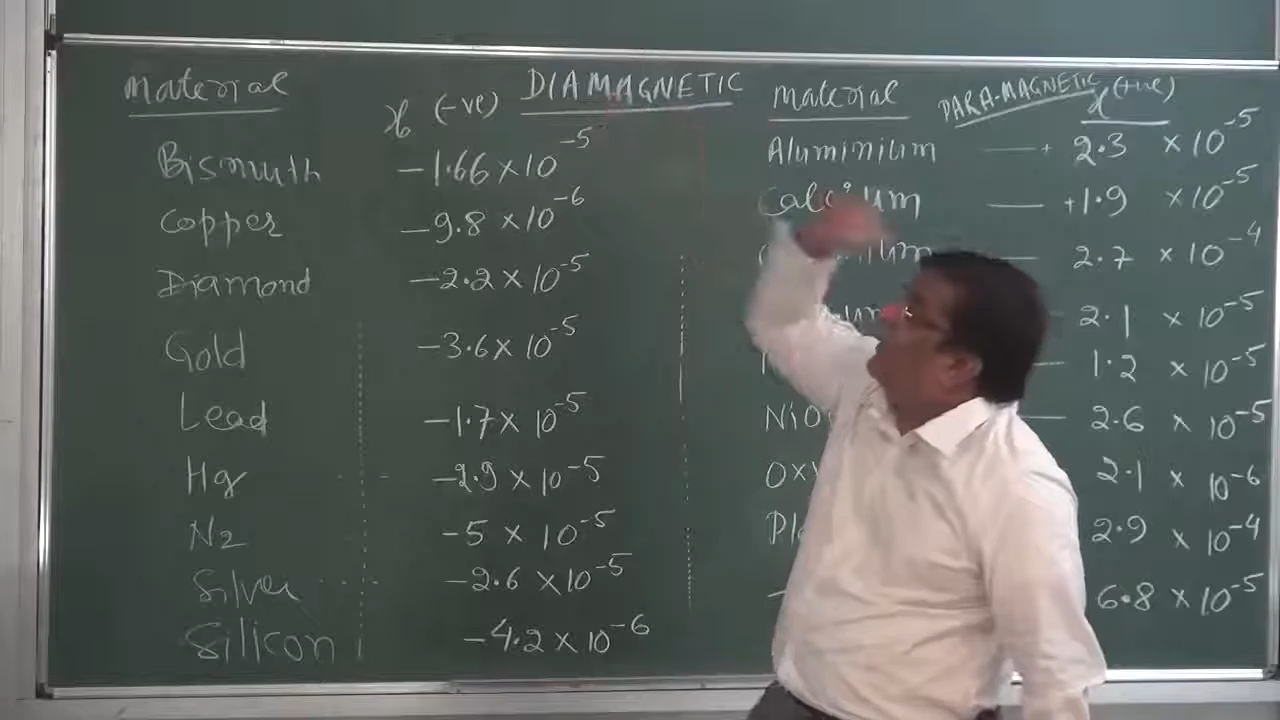 Material χ (-ve) DIAMAGNETIC
Bismuth -1.66 × 10⁻⁵
Copper -9.8 × 10⁻⁶
Diamond -2.2 × 10⁻⁵
Gold -3.6 × 10⁻⁵
Lead -1.7 × 10⁻⁵
Hg -2.9 × 10⁻⁵
N2 -5 × 10⁻⁵
Silver -2.6 × 10⁻⁵
Silicon -4.2 × 10⁻⁶
Material PARA-MAGNETIC χ (+ve)
Aluminium + 2.3 × 10⁻⁵
Calcium +1.9 × 10⁻⁵
2.7 × 10⁻⁴
2.1 × 10⁻⁵
1.2 × 10⁻⁵
2.6 × 10⁻⁵
2.1 × 10⁻⁶
2.9 × 10⁻⁴
6.8 × 10⁻⁵